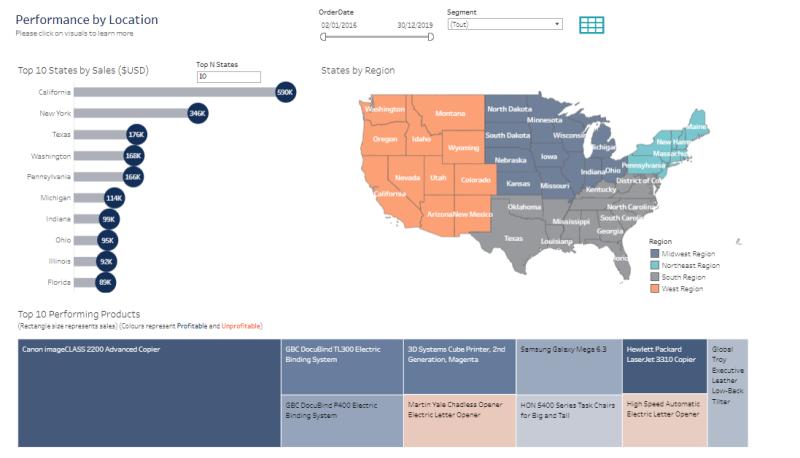 Performance by Location
Please click on visuals to learn more
OrderDate
02/01/2016 30/12/2019
Segment
(Tout)
Top 10 States by Sales ($USD)
Top N States
10
California 590K
New York 346K
Texas 176K
Washington 168K
Pennsylvania 166K
Michigan 114K
Indiana 99K
Ohio 95K
Illinois 92K
Florida 89K
States by Region
Washington
Montana
North Dakota
Minnesota
Maine
Oregon
Idaho
South Dakota
Wisconsin
Michigar
New Ham
Wyoming
Massachu
Nebraska
Iowa
Pennsylvania
Nevada
Utah
Colorado
Indiana
Ohio
Kansas
Missouri
District of Col
Kentucky
California
Oklahoma
North Carolina
Arizona
New Mexico
Mississippi
South Carolir
Georgia
Texas
Louisiana
Region
Midwest Region
Northeast Region
South Region
West Region
Top 10 Performing Products
(Rectangle size represents sales) (Colours represent Profitable and Unprofitable)
Canon imageCLASS 2200 Advanced Copier
GBC DocuBind TL300 Electric
Binding System
GBC DocuBind P400 Electric
Binding System
3D Systems Cube Printer, 2nd
Generation, Magenta
Martin Yale Chadless Opener
Electric Letter Opener
Samsung Galaxy Mega 6.3
HON 5400 Series Task Chairs
for Big and Tall
Hewlett Packard
LaserJet 3310 Copier
High Speed Automatic
Electric Letter Opener
Global
Troy
Executive
Leather
Low-Back
Tilter